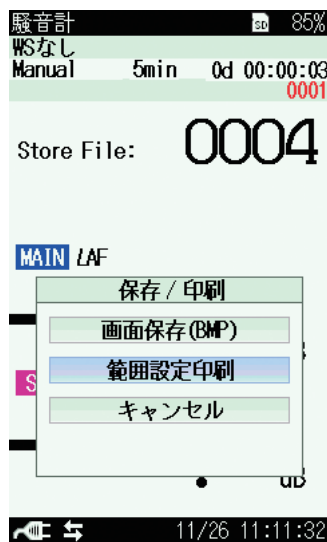 騒音計 SD 85%
WSなし
Manual 5min 0d 00:00:03
0001
Store File: 0004
MAIN LAF
保存 / 印刷
画面保存(BMP)
範囲設定印刷
S
キャンセル
dB
11/26 11:11:32